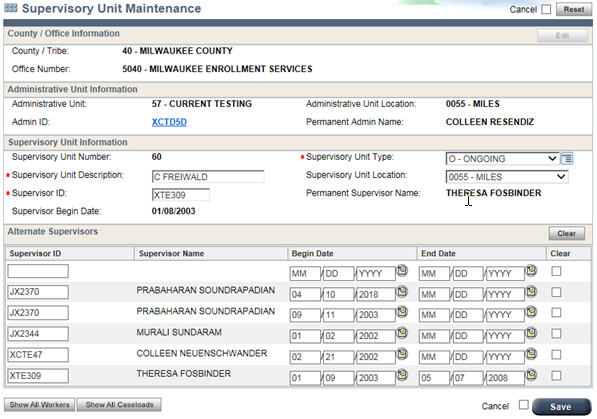 Supervisory Unit Maintenance Cancel Reset
County / Office Information Edit
County / Tribe: 40 - MILWAUKEE COUNTY
Office Number: 5040 - MILWAUKEE ENROLLMENT SERVICES
Administrative Unit Information
Administrative Unit: 57 - CURRENT TESTING Administrative Unit Location: 0055 - MILES
Admin ID: XCTD5D Permanent Admin Name: COLLEEN RESENDIZ
Supervisory Unit Information
Supervisory Unit Number: 60 Supervisory Unit Type: O - ONGOING
Supervisory Unit Description: C FREIWALD Supervisory Unit Location: 0055 - MILES
Supervisor ID: XTE309 Permanent Supervisor Name: THERESA FOSBINDER
Supervisor Begin Date: 01/08/2003
Alternate Supervisors Clear
Supervisor ID Supervisor Name Begin Date End Date Clear
MM / DD / YYYY MM / DD / YYYY
JX2370 PRABAHARAN SOUNDRAPADIAN 04 / 10 / 2018 MM / DD / YYYY
JX2370 PRABAHARAN SOUNDRAPADIAN 09 / 11 / 2003 MM / DD / YYYY
JX2344 MURALI SUNDARAM 01 / 02 / 2002 MM / DD / YYYY
XCTE47 COLLEEN NEUENSCHWANDER 02 / 21 / 2002 MM / DD / YYYY
XTE309 THERESA FOSBINDER 01 / 09 / 2003 05 / 07 / 2008
Show All Workers Show All Caseloads Cancel Save